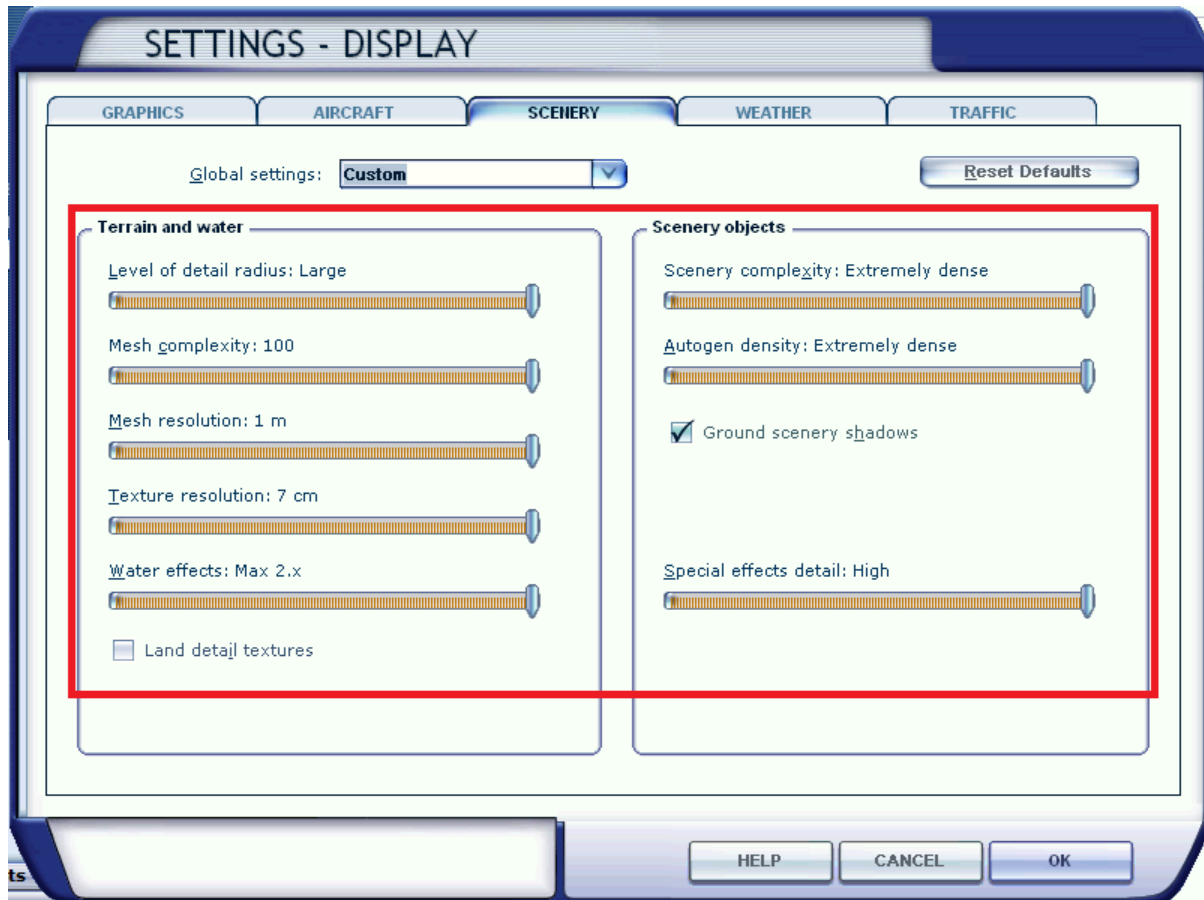 SETTINGS - DISPLAY
GRAPHICS
AIRCRAFT
SCENERY
WEATHER
TRAFFIC
Global settings: Custom
Reset Defaults
Terrain and water
Level of detail radius: Large
Mesh complexity: 100
Mesh resolution: 1 m
Texture resolution: 7 cm
Water effects: Max 2.x
Land detail textures
Scenery objects
Scenery complexity: Extremely dense
Autogen density: Extremely dense
Ground scenery shadows
Special effects detail: High
HELP
CANCEL
OK
ts